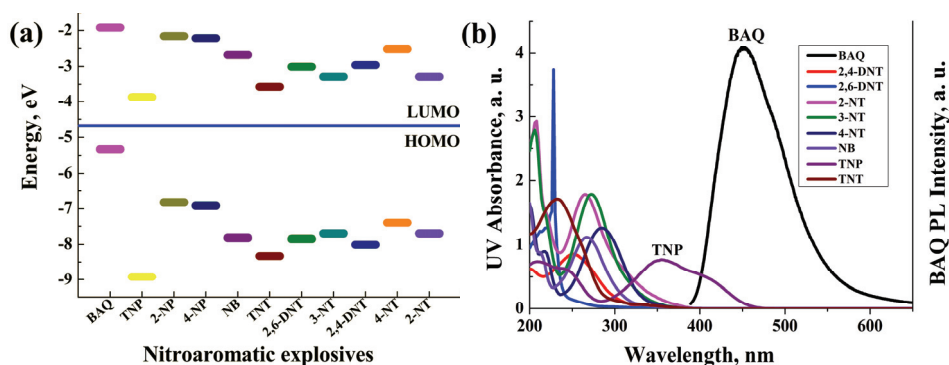 (a)
Energy, eV
-2
-3
-4
-5
-6
-7
-8
-9
LUMO
HOMO
BAQ
TNP
2-NP
4-NP
NB
TNT
2,6-DNT
3-NT
2,4-DNT
4-NT
2-NT
Nitroaromatic explosives
(b)
UV Absorbance, a. u.
4
3
2
1
0
BAQ
TNP
BAQ
2,4-DNT
2,6-DNT
2-NT
3-NT
4-NT
NB
TNP
TNT
200
300
400
500
600
Wavelength, nm
BAQ PL Intensity, a. u.